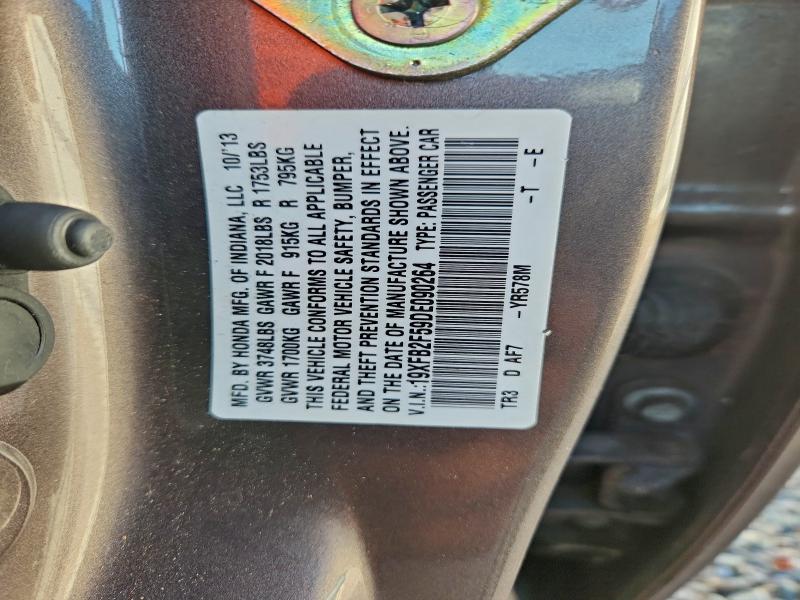 MFD. BY HONDA MFG. OF INDIANA, LLC 10/'13
GVWR 3748LBS GAWR F 2018LBS R 1753LBS
GVWR 1700KG GAWR F 915KG R 795KG
THIS VEHICLE CONFORMS TO ALL APPLICABLE
FEDERAL MOTOR VEHICLE SAFETY, BUMPER,
AND THEFT PREVENTION STANDARDS IN EFFECT
ON THE DATE OF MANUFACTURE SHOWN ABOVE.
V.I.N.:19XFB2F59DE090264 TYPE: PASSENGER CAR
TR3 D AF7 -YR578M -T -E